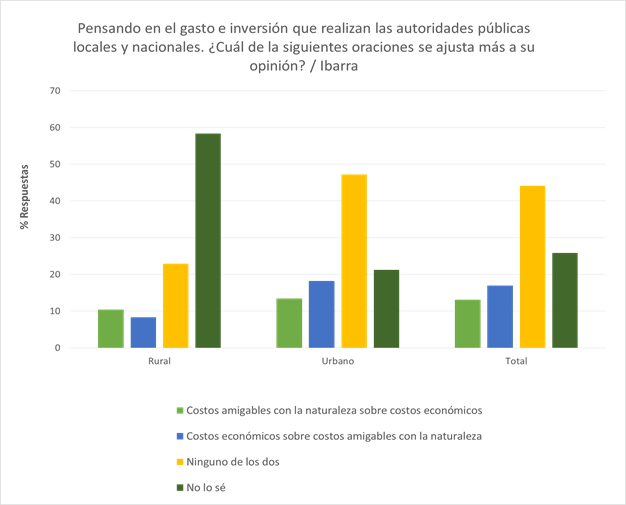 Pensando en el gasto e inversión que realizan las autoridades públicas
locales y nacionales. ¿Cuál de la siguientes oraciones se ajusta más a su
opinión? / Ibarra
70
60
50
40
30
20
10
0
% Respuestas
Rural
Urbano
Total
Costos amigables con la naturaleza sobre costos económicos
Costos económicos sobre costos amigables con la naturaleza
Ninguno de los dos
No lo sé